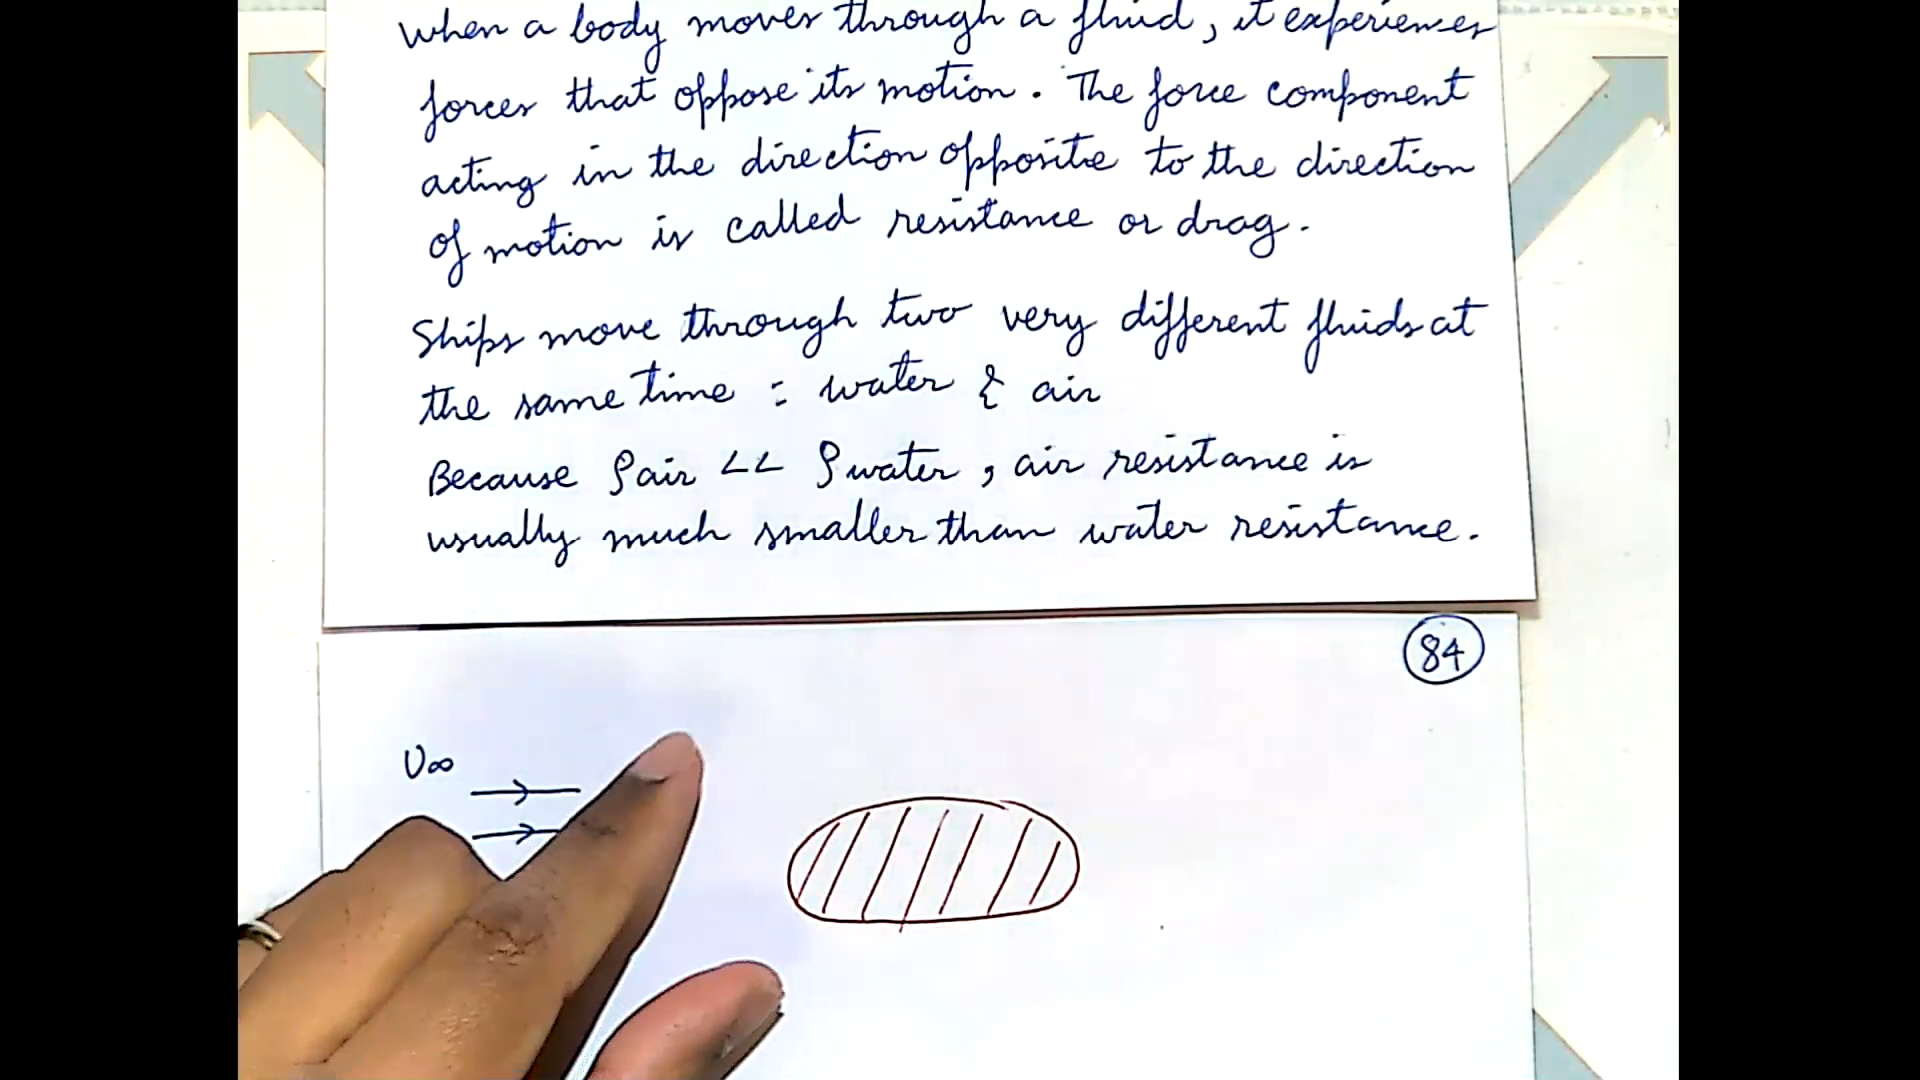 When a body moves through a fluid, it experiences
forces that oppose its motion. The force component
acting in the direction opposite to the direction
of motion is called resistance or drag.
Ships move through two very different fluids at
the same time : water & air
Because ρair << ρwater, air resistance is
usually much smaller than water resistance.
84
U∞